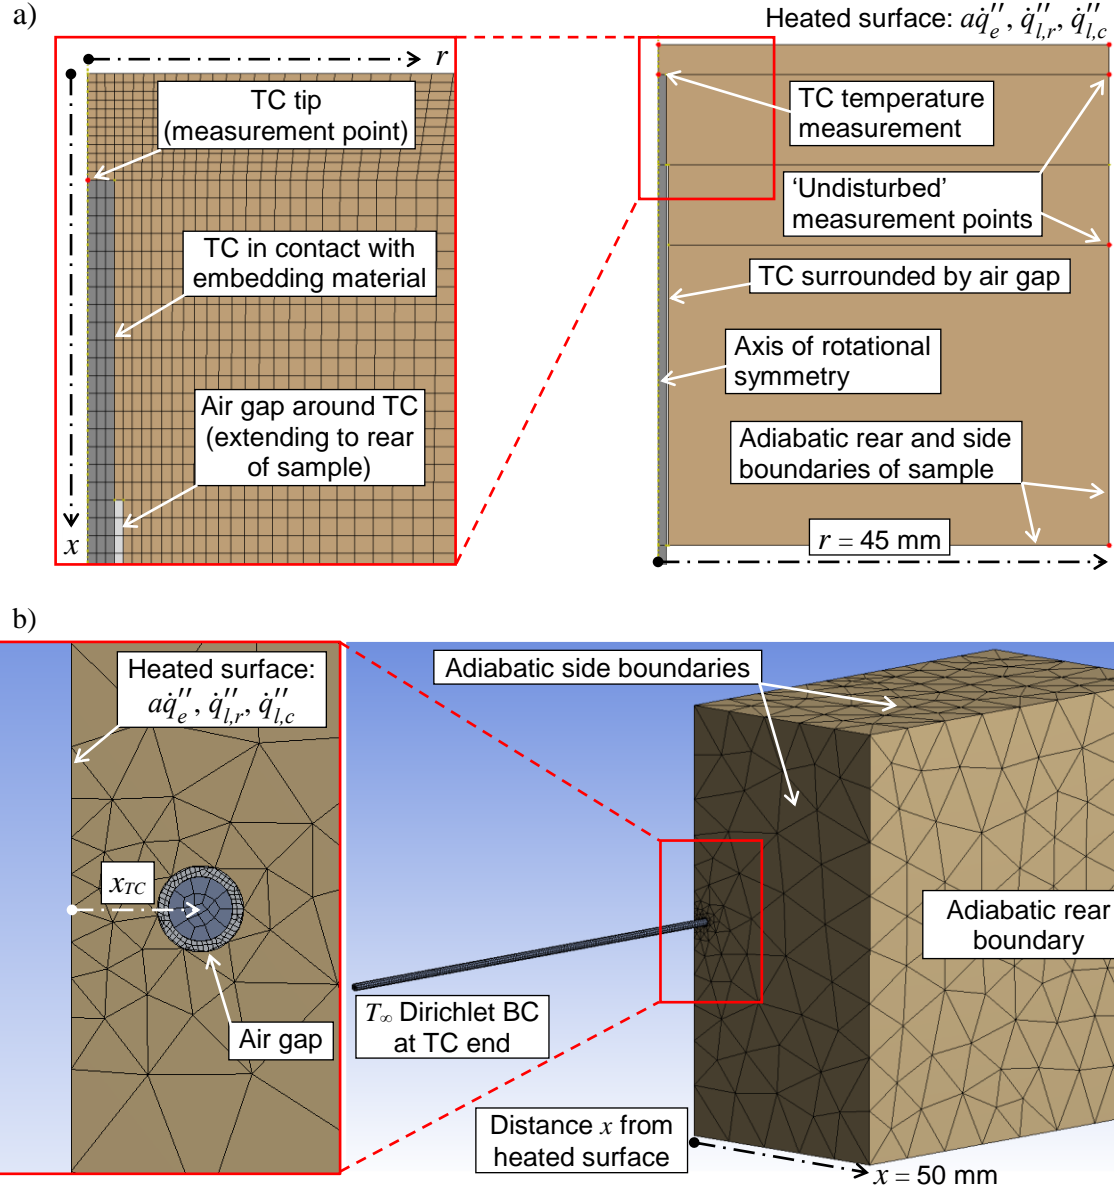 a)
Heated surface: aq̇ₑ″, q̇″ₗ,ᵣ, q̇″ₗ,c
r
TC tip
(measurement point)
TC in contact with
embedding material
Air gap around TC
(extending to rear
of sample)
x
TC temperature
measurement
‘Undisturbed’
measurement points
TC surrounded by air gap
Axis of rotational
symmetry
Adiabatic rear and side
boundaries of sample
r = 45 mm
b)
Heated surface:
aq̇ₑ″, q̇″ₗ,ᵣ, q̇″ₗ,c
x_TC
Air gap
Adiabatic side boundaries
T∞ Dirichlet BC
at TC end
Adiabatic rear
boundary
Distance x from
heated surface
x = 50 mm